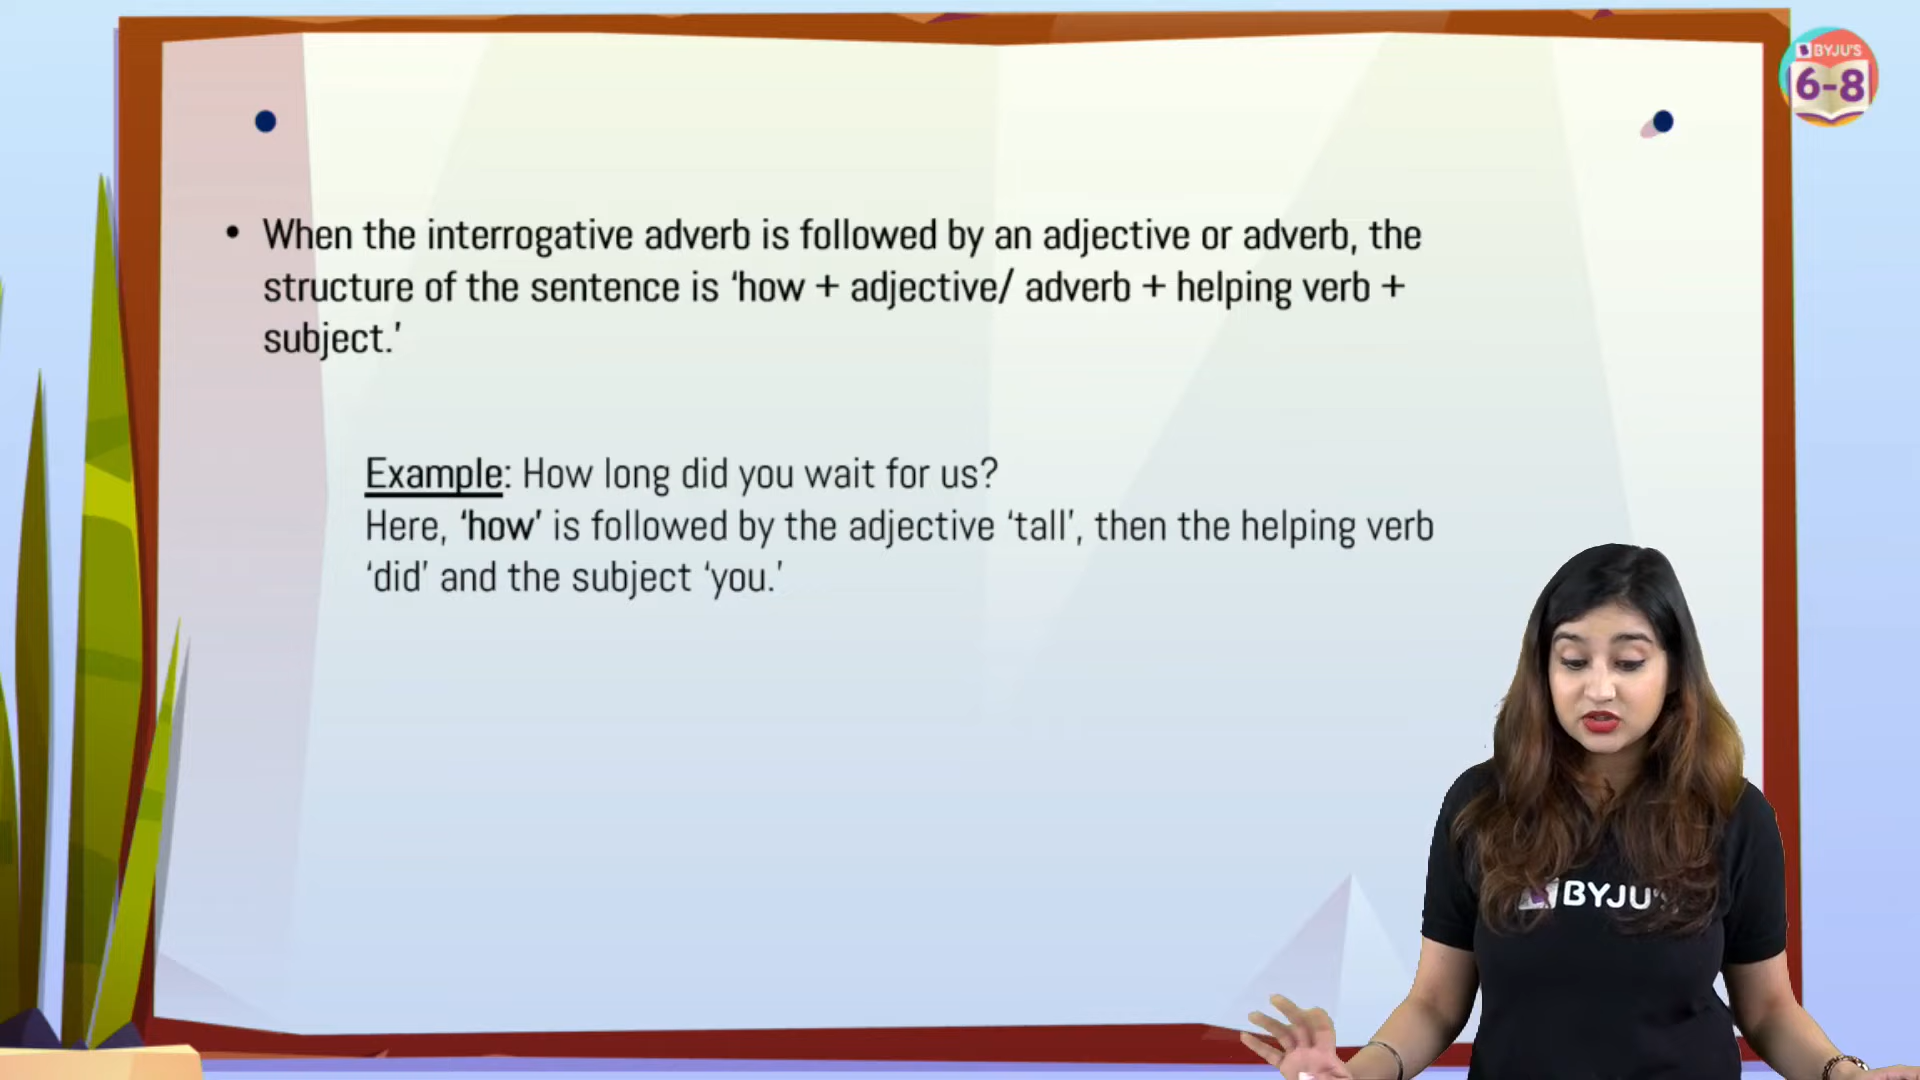 BYJU'S
6-8
• When the interrogative adverb is followed by an adjective or adverb, the
structure of the sentence is ‘how + adjective/ adverb + helping verb +
subject.’
Example: How long did you wait for us?
Here, ‘how’ is followed by the adjective ‘tall’, then the helping verb
‘did’ and the subject ‘you.’
BYJU'S